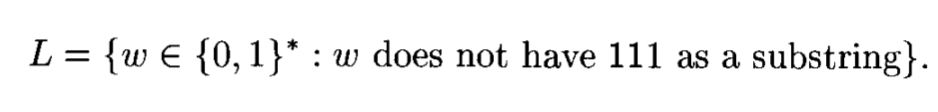 L = {w ∈ {0, 1}* : w does not have 111 as a substring}.